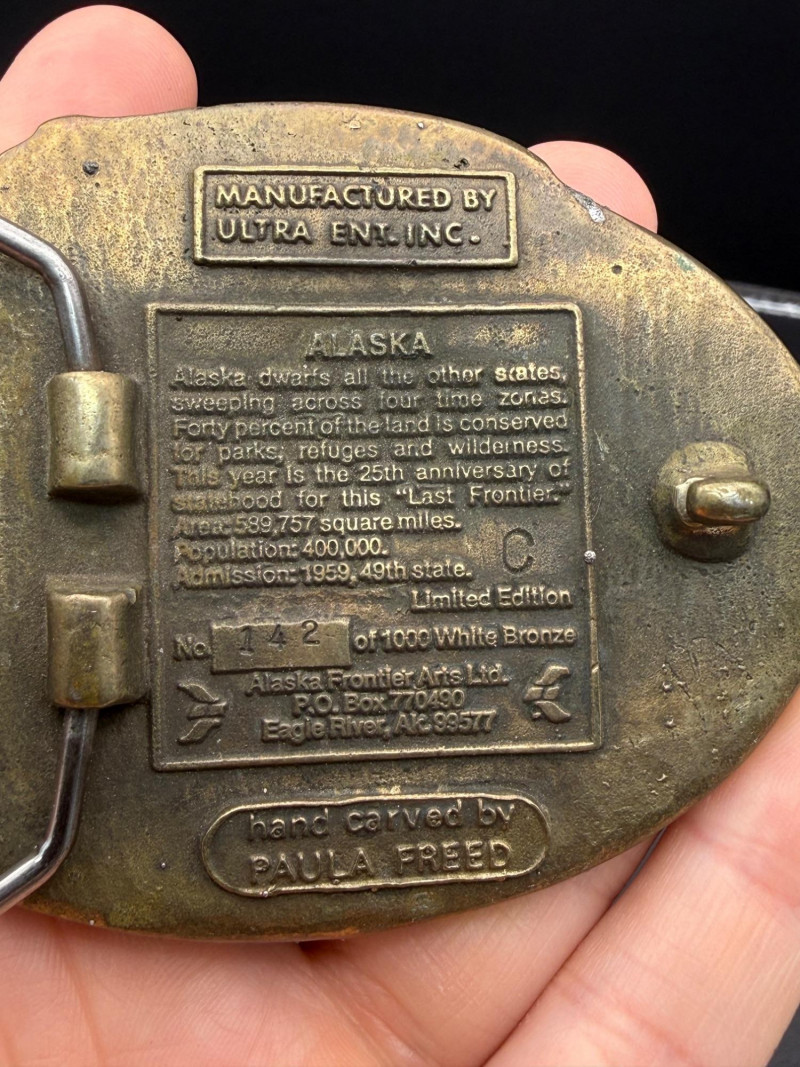 MANUFACTURED BY
ULTRA ENT. INC.
ALASKA
Alaska dwarfs all the other states,
sweeping across four time zones.
Forty percent of the land is conserved
for parks, refuges and wilderness.
This year is the 25th anniversary of
statehood for this "Last Frontier."
Area: 589,757 square miles.
Population: 400,000.
C
Admission: 1959, 49th state.
Limited Edition
No. 142 of 1000 White Bronze
Alaska Frontier Arts Ltd.
P.O. Box 770490
Eagle River, Ak. 99577
hand carved by
PAULA FREED